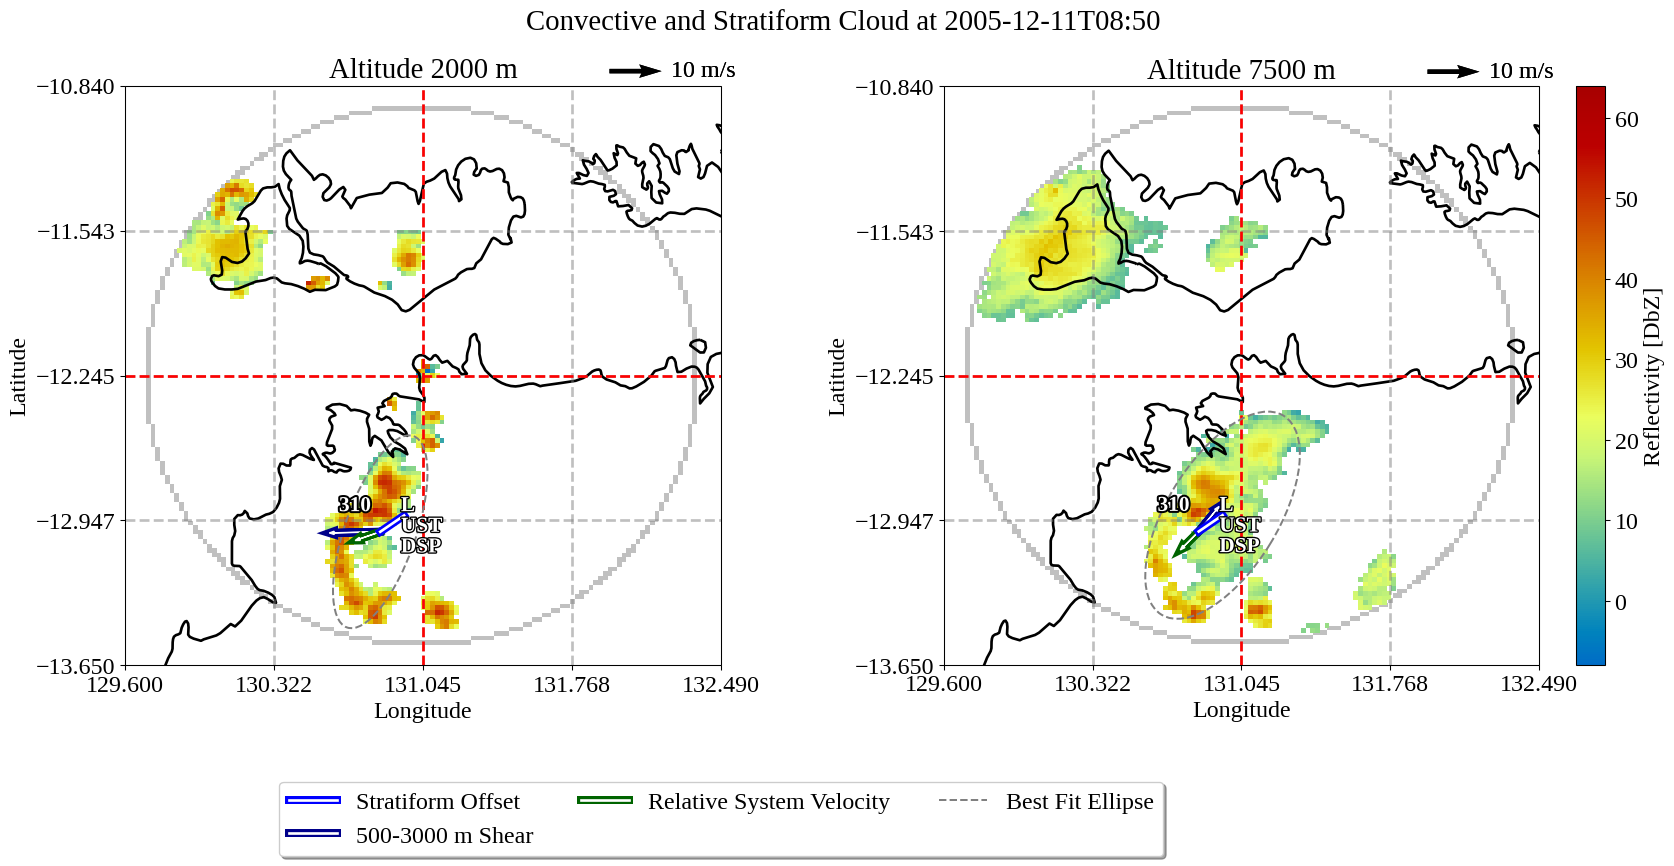 Convective and Stratiform Cloud at 2005-12-11T08:50
Altitude 2000 m
10 m/s
−10.840
−11.543
−12.245
−12.947
−13.650
Latitude
310
L
UST
DSP
129.600
130.322
131.045
131.768
132.490
Longitude
Altitude 7500 m
10 m/s
−10.840
−11.543
−12.245
−12.947
−13.650
Latitude
310
L
UST
DSP
129.600
130.322
131.045
131.768
132.490
Longitude
60
50
40
30
20
10
0
Reflectivity [DbZ]
Stratiform Offset
500-3000 m Shear
Relative System Velocity
Best Fit Ellipse